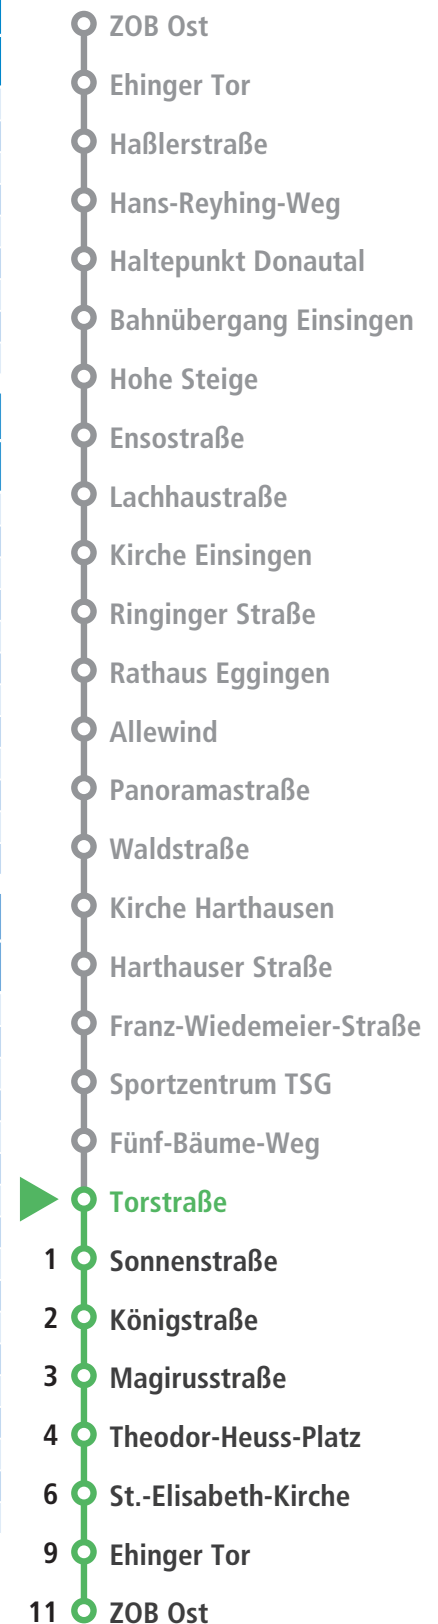 ZOB Ost
Ehinger Tor
Haßlerstraße
Hans-Reyhing-Weg
Haltepunkt Donautal
Bahnübergang Einsingen
Hohe Steige
Ensostraße
Lachhaustraße
Kirche Einsingen
Ringinger Straße
Rathaus Eggingen
Allewind
Panoramastraße
Waldstraße
Kirche Harthausen
Harthauser Straße
Franz-Wiedemeier-Straße
Sportzentrum TSG
Fünf-Bäume-Weg
Torstraße
1 Sonnenstraße
2 Königstraße
3 Magirusstraße
4 Theodor-Heuss-Platz
6 St.-Elisabeth-Kirche
9 Ehinger Tor
11 ZOB Ost